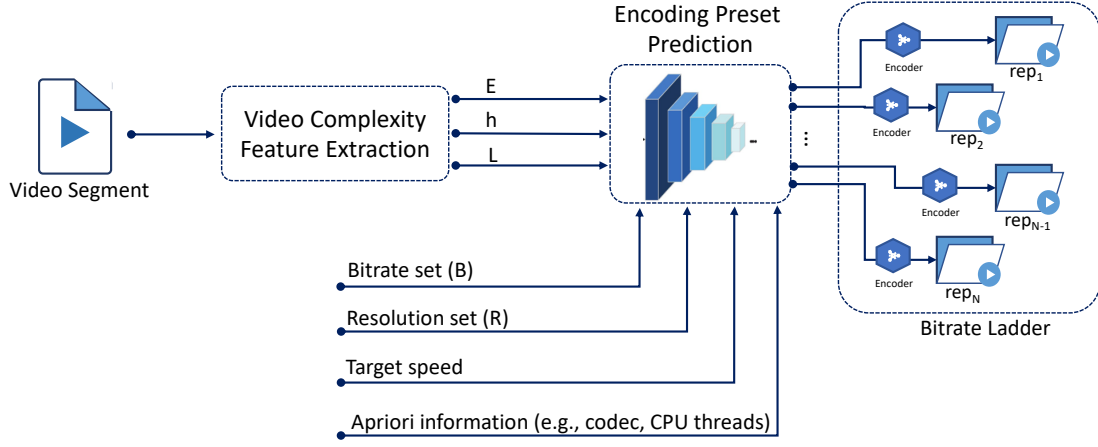 Encoding Preset
Prediction
Encoder
rep1
Encoder
rep2
⋮
Encoder
repN-1
Encoder
repN
Bitrate Ladder
Video Segment
Video Complexity
Feature Extraction
E
h
L
Bitrate set (B)
Resolution set (R)
Target speed
Apriori information (e.g., codec, CPU threads)